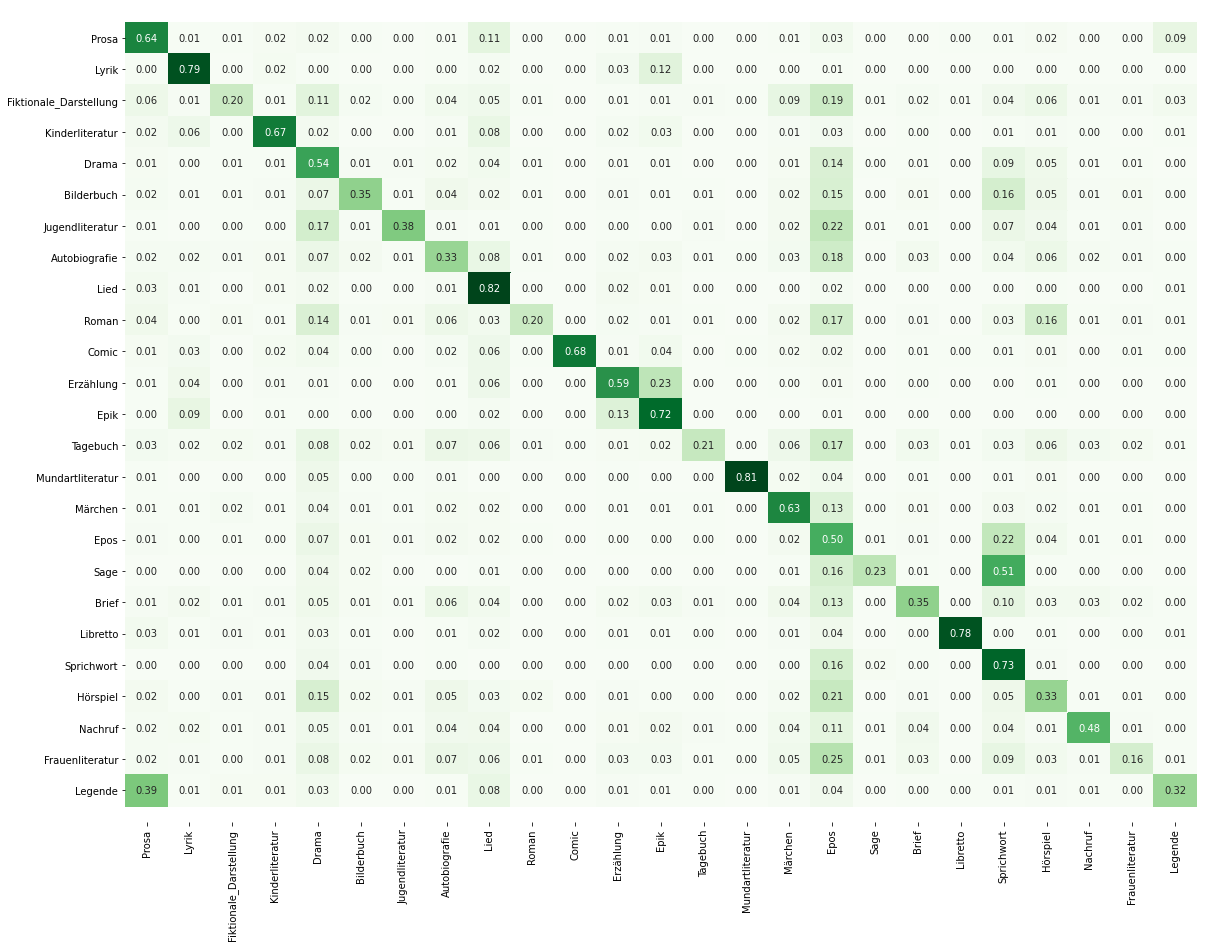 Prosa 0.64 0.01 0.01 0.02 0.02 0.00 0.00 0.01 0.11 0.00 0.00 0.01 0.01 0.00 0.00 0.01 0.03 0.00 0.00 0.00 0.01 0.02 0.00 0.00 0.09
Lyrik 0.00 0.79 0.00 0.02 0.00 0.00 0.00 0.00 0.02 0.00 0.00 0.03 0.12 0.00 0.00 0.00 0.01 0.00 0.00 0.00 0.00 0.00 0.00 0.00 0.00
Fiktionale_Darstellung 0.06 0.01 0.20 0.01 0.11 0.02 0.00 0.04 0.05 0.01 0.00 0.01 0.01 0.01 0.00 0.09 0.19 0.01 0.02 0.01 0.04 0.06 0.01 0.01 0.03
Kinderliteratur 0.02 0.06 0.00 0.67 0.02 0.00 0.00 0.01 0.08 0.00 0.00 0.02 0.03 0.00 0.00 0.01 0.03 0.00 0.00 0.00 0.01 0.01 0.00 0.00 0.01
Drama 0.01 0.00 0.01 0.01 0.54 0.01 0.01 0.02 0.04 0.01 0.00 0.01 0.01 0.00 0.00 0.01 0.14 0.00 0.01 0.00 0.09 0.05 0.01 0.01 0.00
Bilderbuch 0.02 0.01 0.01 0.01 0.07 0.35 0.01 0.04 0.02 0.01 0.00 0.01 0.01 0.01 0.00 0.02 0.15 0.00 0.01 0.00 0.16 0.05 0.01 0.01 0.00
Jugendliteratur 0.01 0.00 0.00 0.00 0.17 0.01 0.38 0.01 0.01 0.01 0.00 0.00 0.01 0.00 0.00 0.02 0.22 0.00 0.01 0.00 0.07 0.04 0.01 0.01 0.00
Autobiografie 0.02 0.02 0.01 0.01 0.07 0.02 0.01 0.33 0.08 0.01 0.00 0.02 0.03 0.01 0.00 0.03 0.18 0.00 0.03 0.00 0.04 0.06 0.02 0.01 0.01
Lied 0.03 0.01 0.00 0.01 0.02 0.00 0.00 0.01 0.82 0.00 0.00 0.02 0.01 0.00 0.00 0.00 0.02 0.00 0.00 0.00 0.00 0.00 0.00 0.00 0.01
Roman 0.04 0.00 0.01 0.01 0.14 0.01 0.01 0.06 0.03 0.20 0.00 0.02 0.01 0.01 0.00 0.02 0.17 0.00 0.01 0.00 0.03 0.16 0.01 0.01 0.01
Comic 0.01 0.03 0.00 0.02 0.04 0.00 0.00 0.02 0.06 0.00 0.68 0.01 0.04 0.00 0.00 0.02 0.02 0.00 0.01 0.00 0.01 0.01 0.00 0.01 0.00
Erzählung 0.01 0.04 0.00 0.01 0.01 0.00 0.00 0.00 0.06 0.00 0.00 0.59 0.23 0.00 0.00 0.00 0.01 0.00 0.00 0.00 0.00 0.00 0.00 0.00 0.00
Epik 0.00 0.09 0.00 0.01 0.00 0.00 0.00 0.00 0.02 0.00 0.00 0.13 0.72 0.00 0.00 0.00 0.01 0.00 0.00 0.00 0.00 0.00 0.00 0.00 0.00
Tagebuch 0.03 0.02 0.02 0.01 0.08 0.02 0.01 0.07 0.06 0.01 0.00 0.01 0.02 0.21 0.00 0.06 0.17 0.00 0.03 0.01 0.03 0.06 0.03 0.02 0.01
Mundartliteratur 0.01 0.00 0.00 0.00 0.05 0.00 0.00 0.01 0.00 0.00 0.00 0.00 0.00 0.00 0.81 0.02 0.04 0.00 0.01 0.00 0.01 0.01 0.00 0.00 0.00
Märchen 0.01 0.01 0.02 0.01 0.04 0.01 0.00 0.02 0.02 0.00 0.00 0.01 0.01 0.01 0.00 0.63 0.13 0.00 0.01 0.00 0.03 0.02 0.01 0.01 0.00
Epos 0.01 0.00 0.00 0.01 0.07 0.01 0.01 0.02 0.02 0.00 0.00 0.00 0.00 0.00 0.00 0.02 0.50 0.01 0.01 0.00 0.22 0.04 0.01 0.01 0.00
Sage 0.00 0.00 0.00 0.00 0.04 0.02 0.00 0.00 0.01 0.00 0.00 0.00 0.00 0.00 0.00 0.01 0.16 0.23 0.01 0.00 0.51 0.01 0.00 0.00 0.00
Brief 0.01 0.02 0.01 0.01 0.05 0.01 0.01 0.06 0.04 0.00 0.00 0.02 0.03 0.01 0.00 0.04 0.13 0.00 0.35 0.00 0.10 0.03 0.03 0.02 0.00
Libretto 0.03 0.01 0.01 0.01 0.03 0.01 0.00 0.01 0.02 0.00 0.00 0.01 0.01 0.00 0.00 0.01 0.04 0.00 0.00 0.78 0.00 0.01 0.00 0.00 0.01
Sprichwort 0.00 0.00 0.00 0.00 0.04 0.01 0.00 0.00 0.00 0.00 0.00 0.00 0.00 0.00 0.00 0.00 0.16 0.02 0.00 0.00 0.73 0.01 0.00 0.00 0.00
Hörspiel 0.02 0.00 0.01 0.01 0.15 0.02 0.01 0.05 0.03 0.02 0.00 0.01 0.00 0.00 0.00 0.02 0.21 0.00 0.01 0.00 0.05 0.33 0.01 0.01 0.00
Nachruf 0.02 0.02 0.01 0.01 0.05 0.01 0.01 0.04 0.04 0.00 0.00 0.01 0.02 0.01 0.00 0.04 0.11 0.01 0.04 0.00 0.04 0.01 0.48 0.01 0.00
Frauenliteratur 0.02 0.01 0.01 0.00 0.08 0.02 0.01 0.07 0.06 0.01 0.00 0.03 0.03 0.01 0.00 0.05 0.25 0.01 0.03 0.00 0.09 0.03 0.01 0.16 0.01
Legende 0.39 0.01 0.01 0.01 0.03 0.00 0.00 0.01 0.08 0.00 0.00 0.01 0.01 0.00 0.00 0.01 0.04 0.00 0.00 0.00 0.01 0.01 0.01 0.00 0.32
Prosa
Lyrik
Fiktionale_Darstellung
Kinderliteratur
Drama
Bilderbuch
Jugendliteratur
Autobiografie
Lied
Roman
Comic
Erzählung
Epik
Tagebuch
Mundartliteratur
Märchen
Epos
Sage
Brief
Libretto
Sprichwort
Hörspiel
Nachruf
Frauenliteratur
Legende